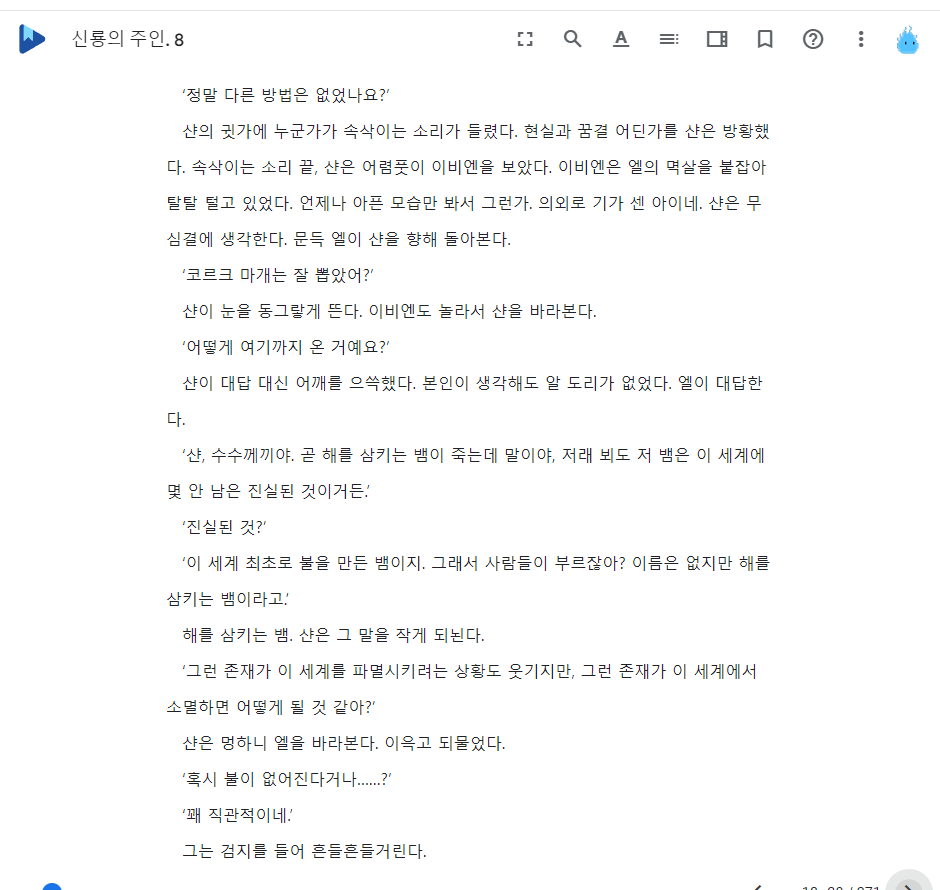 신룡의 주인. 8
'정말 다른 방법은 없었나요?'
샨의 귓가에 누군가가 속삭이는 소리가 들렸다. 현실과 꿈결 어딘가를 샨은 방황했
다. 속삭이는 소리 끝, 샨은 어렴풋이 이비엔을 보았다. 이비엔은 엘의 멱살을 붙잡아
탈탈 털고 있었다. 언제나 아픈 모습만 봐서 그런가. 의외로 기가 센 아이네. 샨은 무
심결에 생각한다. 문득 엘이 샨을 향해 돌아본다.
'코르크 마개는 잘 뽑았어?'
샨이 눈을 동그랗게 뜬다. 이비엔도 놀라서 샨을 바라본다.
'어떻게 여기까지 온 거예요?'
샨이 대답 대신 어깨를 으쓱했다. 본인이 생각해도 알 도리가 없었다. 엘이 대답한
다.
'샨, 수수께끼야. 곧 해를 삼키는 뱀이 죽는데 말이야, 저래 뵈도 저 뱀은 이 세계에
몇 안 남은 진실된 것이거든.'
'진실된 것?'
'이 세계 최초로 불을 만든 뱀이지. 그래서 사람들이 부르잖아? 이름은 없지만 해를
삼키는 뱀이라고.'
해를 삼키는 뱀. 샨은 그 말을 작게 되뇐다.
'그런 존재가 이 세계를 파멸시키려는 상황도 웃기지만, 그런 존재가 이 세계에서
소멸하면 어떻게 될 것 같아?'
샨은 멍하니 엘을 바라본다. 이윽고 되물었다.
'혹시 불이 없어진다거나......?'
'꽤 직관적이네.'
그는 검지를 들어 흔들흔들거린다.